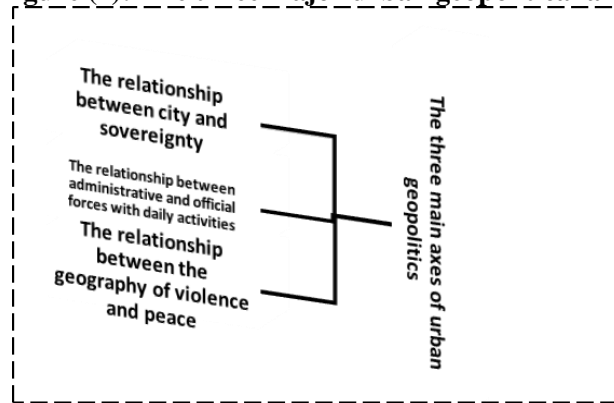 The relationship
between city and
sovereignty
The relationship between
administrative and official
forces with daily activities
The relationship
between the
geography of violence
and peace
The three main axes of urban
geopolitics